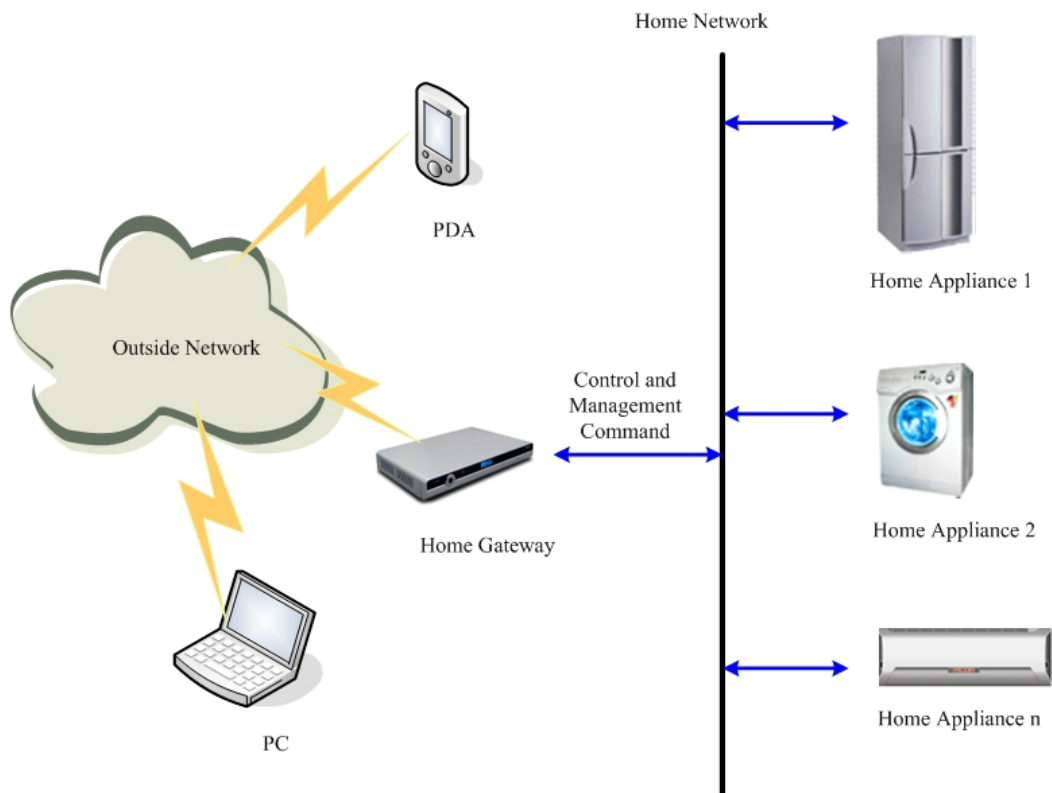 Home Network
PDA
Home Appliance 1
Outside Network
Control and
Management
Command
Home Appliance 2
Home Gateway
Home Appliance n
PC